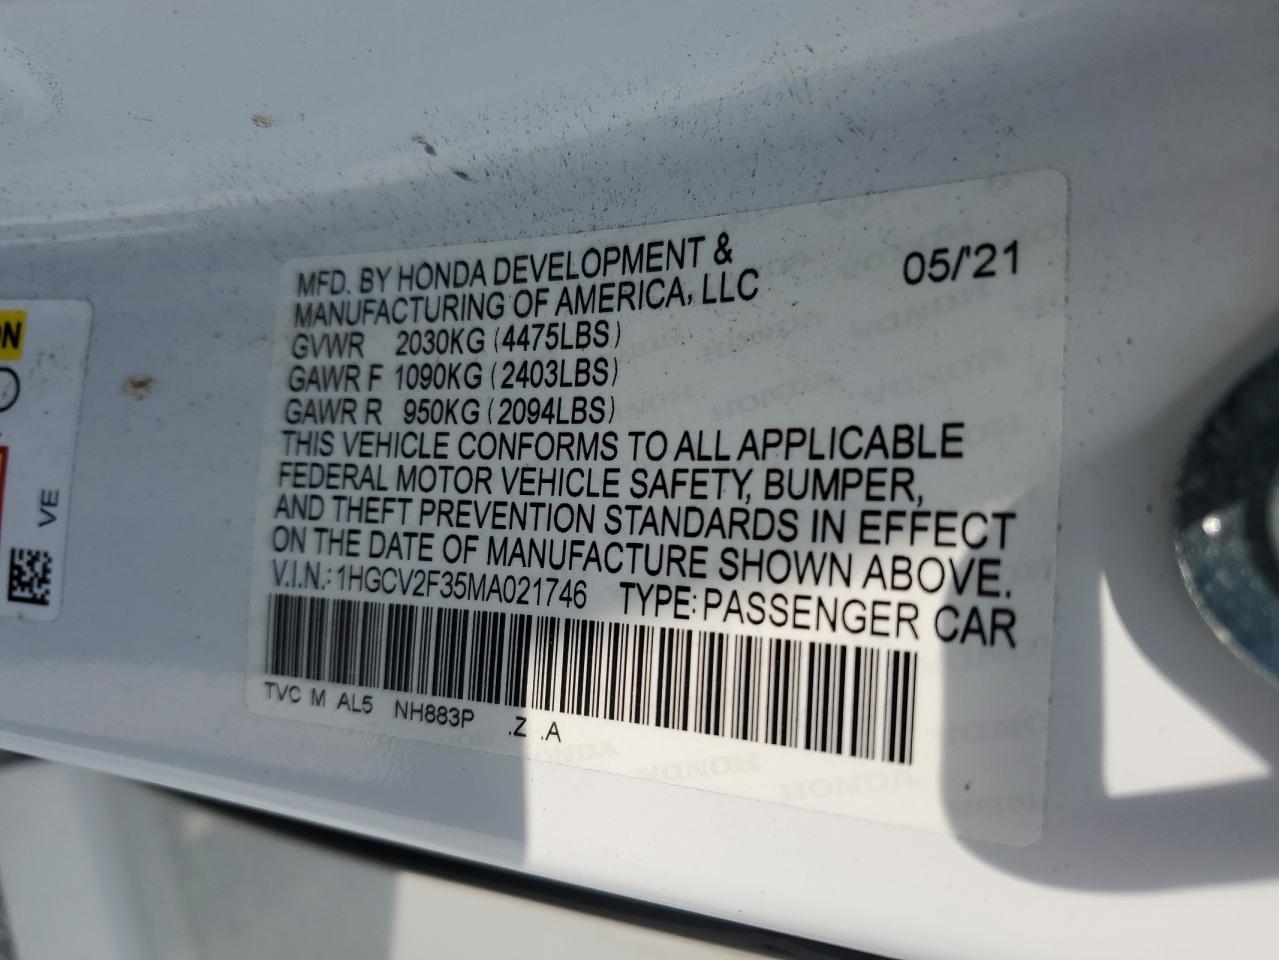 MFD. BY HONDA DEVELOPMENT &
MANUFACTURING OF AMERICA, LLC
05/'21
GVWR 2030KG (4475LBS)
GAWR F 1090KG (2403LBS)
GAWR R 950KG (2094LBS)
THIS VEHICLE CONFORMS TO ALL APPLICABLE
FEDERAL MOTOR VEHICLE SAFETY, BUMPER,
AND THEFT PREVENTION STANDARDS IN EFFECT
ON THE DATE OF MANUFACTURE SHOWN ABOVE.
V.I.N.: 1HGCV2F35MA021746 TYPE: PASSENGER CAR
TVC M AL5 NH883P .Z .A
ON
VE